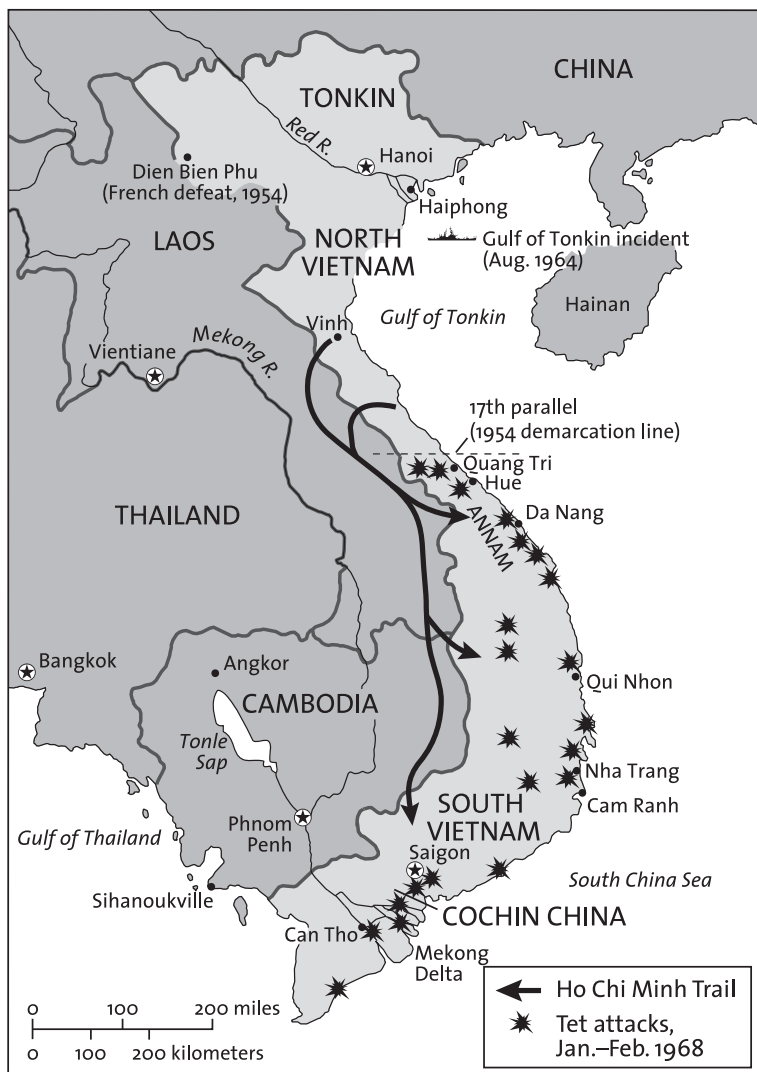 CHINA
TONKIN
Red R.
Hanoi
Dien Bien Phu
(French defeat, 1954)
Haiphong
LAOS
NORTH
VIETNAM
Gulf of Tonkin incident
(Aug. 1964)
Hainan
Gulf of Tonkin
Vinh
Mekong R.
Vientiane
17th parallel
(1954 demarcation line)
Quang Tri
Hue
THAILAND
ANNAM
Da Nang
Bangkok
Angkor
Qui Nhon
CAMBODIA
Tonle
Sap
Nha Trang
Cam Ranh
SOUTH
VIETNAM
Phnom
Penh
Gulf of Thailand
Saigon
South China Sea
Sihanoukville
COCHIN CHINA
Can Tho
Mekong
Delta
Ho Chi Minh Trail
Tet attacks,
Jan.–Feb. 1968
0 100 200 miles
0 100 200 kilometers